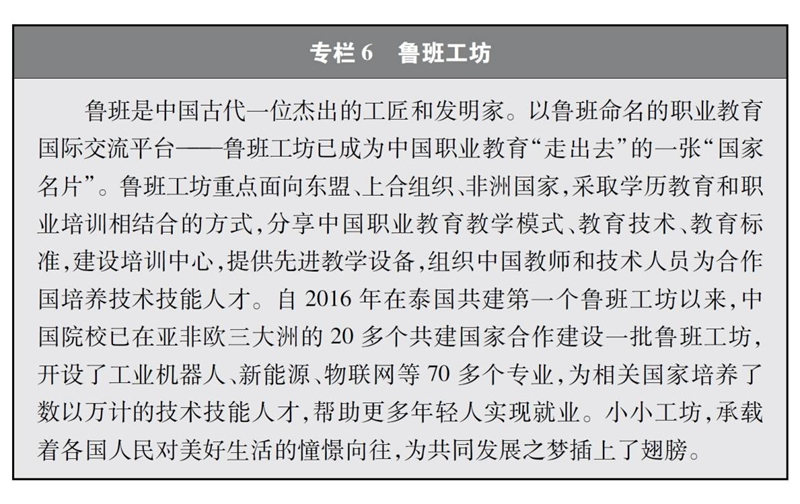 专栏6 鲁班工坊
鲁班是中国古代一位杰出的工匠和发明家。以鲁班命名的职业教育
国际交流平台——鲁班工坊已成为中国职业教育“走出去”的一张“国家
名片”。鲁班工坊重点面向东盟、上合组织、非洲国家,采取学历教育和职
业培训相结合的方式,分享中国职业教育教学模式、教育技术、教育标
准,建设培训中心,提供先进教学设备,组织中国教师和技术人员为合作
国培养技术技能人才。自 2016 年在泰国共建第一个鲁班工坊以来,中
国院校已在亚非欧三大洲的 20 多个共建国家合作建设一批鲁班工坊,
开设了工业机器人、新能源、物联网等 70 多个专业,为相关国家培养了
数以万计的技术技能人才,帮助更多年轻人实现就业。小小工坊,承载
着各国人民对美好生活的憧憬向往,为共同发展之梦插上了翅膀。